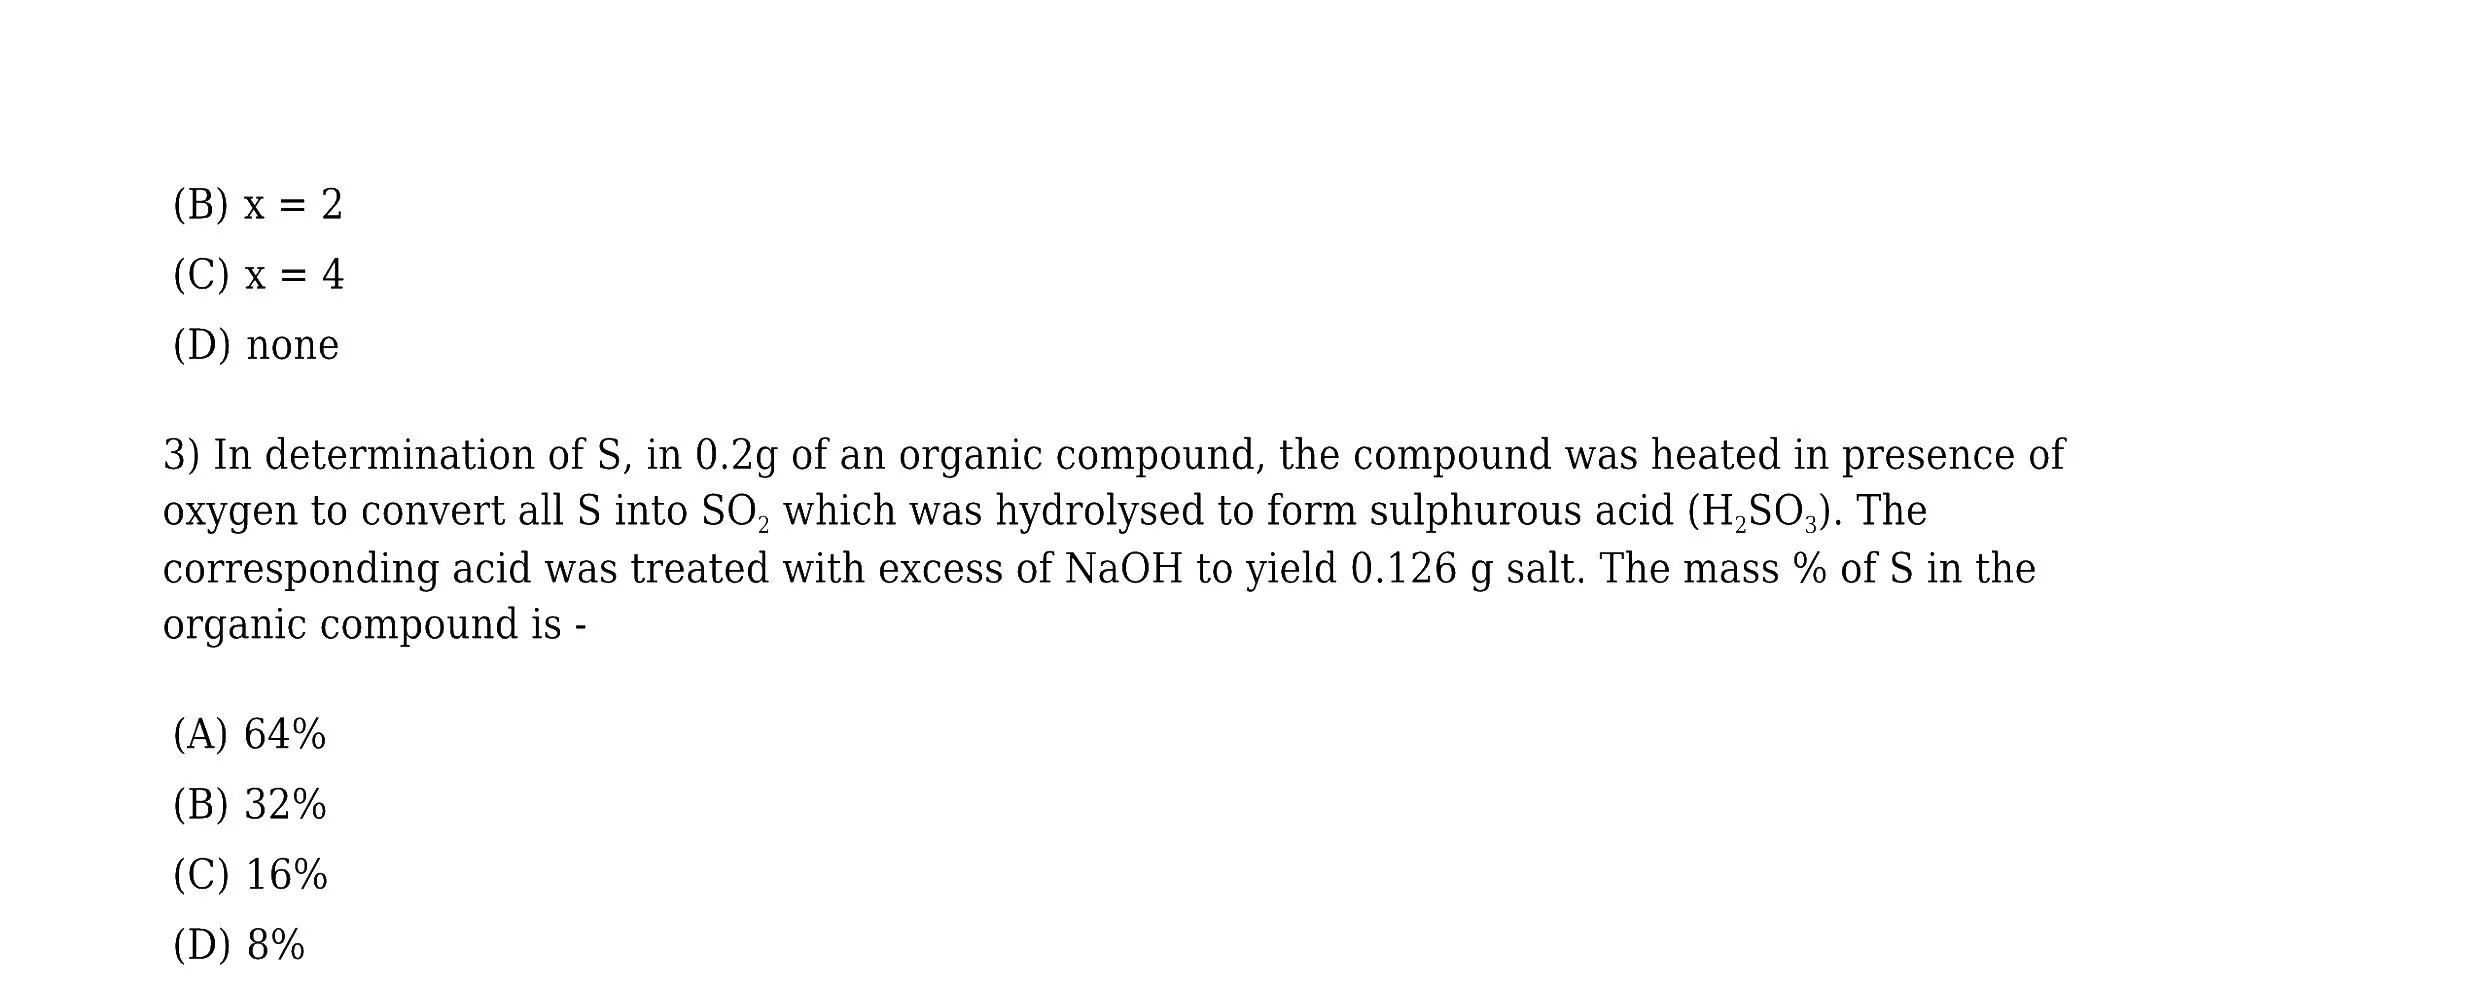 (B) x = 2
(C) x = 4
(D) none
3) In determination of S, in 0.2g of an organic compound, the compound was heated in presence of
oxygen to convert all S into SO₂ which was hydrolysed to form sulphurous acid (H₂SO₃). The
corresponding acid was treated with excess of NaOH to yield 0.126 g salt. The mass % of S in the
organic compound is -
(A) 64%
(B) 32%
(C) 16%
(D) 8%